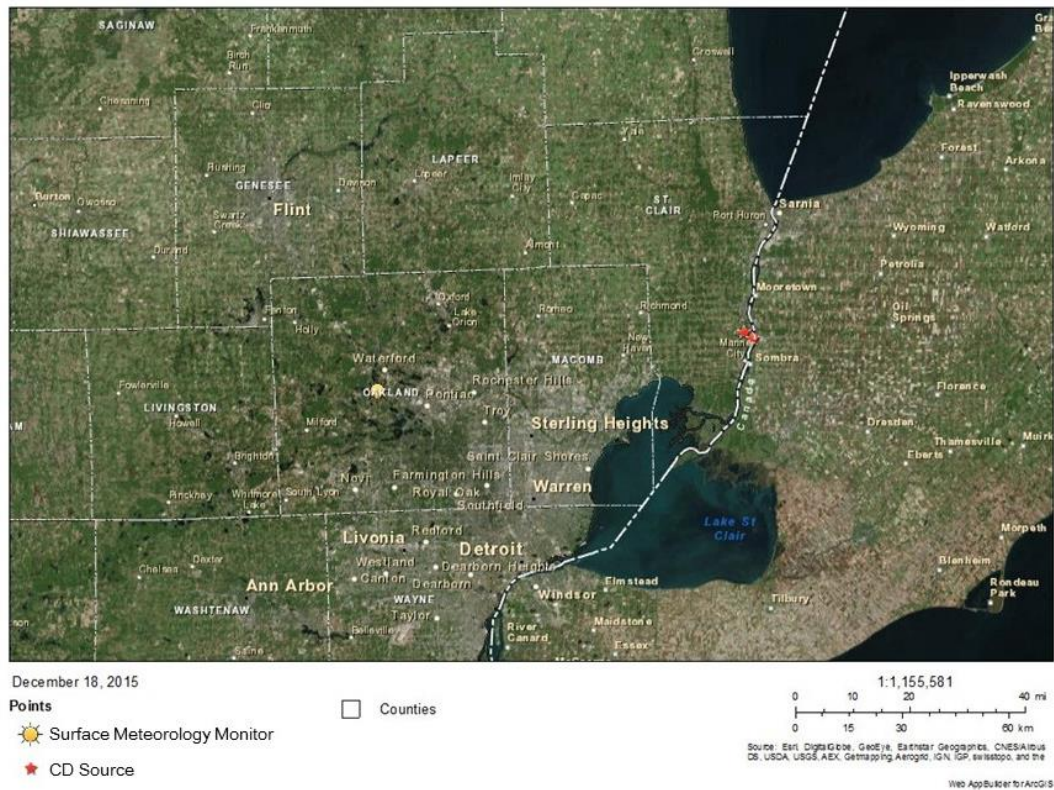 SAGINAW
Frankenmuth
Birch
Run
Croswell
Ipperwash
Beach
Ravenswood
Chesaning
Clio
Yale
Forest
Arkona
LAPEER
Flushing
Lapeer
Imlay
City
GENESEE
Davison
Burton
Owosso
Capac
ST
CLAIR
Sarnia
Port Huron
Flint
Swartz
Creek
SHIAWASSEE
Wyoming
Watford
Durand
Almont
Petrolia
Mooretown
Oxford
Lake
Orion
Fenton
Holly
Romeo
Richmond
Oil
Springs
New
Haven
Marine
City
Sombra
Waterford
MACOMB
Rochester Hills
OAKLAND
Pontiac
Fowlerville
LIVINGSTON
Howell
Milford
Troy
Sterling Heights
Canada
Florence
Dresden
Thamesville
Eberts
Brighton
Saint Clair Shores
Novi
Farmington Hills
Royal Oak
Warren
Pinckney
Whitmore
Lake
South Lyon
Southfield
Lake St
Clair
Morpeth
Livonia
Redford
Detroit
Westland
Dearborn Heights
Canton
Dearborn
Chelsea
Dexter
Ann Arbor
Blenheim
Rondeau
Park
Elmstead
Windsor
Tilbury
WASHTENAW
WAYNE
Taylor
Belleville
River
Canard
Maidstone
Essex
Saline
December 18, 2015
Points
Surface Meteorology Monitor
CD Source
Counties
1:1,155,581
0 10 20 40 mi
0 15 30 60 km
Source: Esri, DigitalGlobe, GeoEye, Earthstar Geographics, CNES/Airbus
DS, USDA, USGS, AEX, Getmapping, Aerogrid, IGN, IGP, swisstopo, and the
Web AppBuilder for ArcGIS